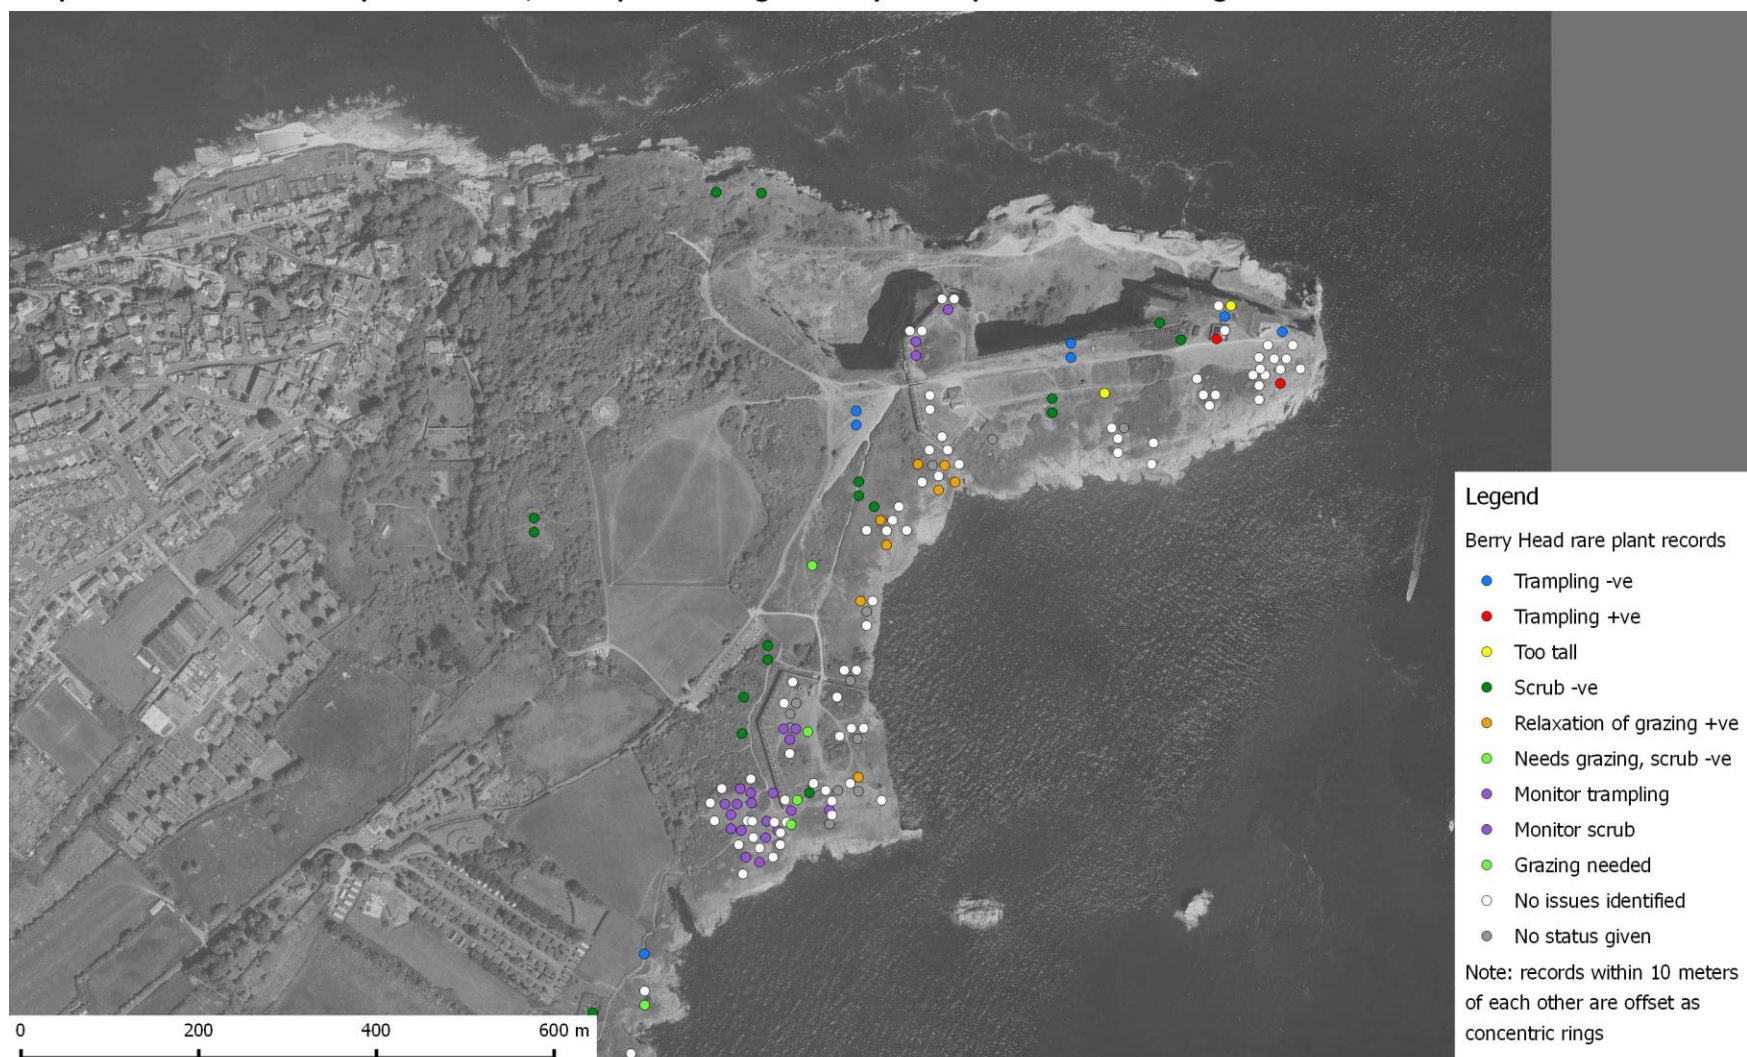 Legend
Berry Head rare plant records
Trampling -ve
Trampling +ve
Too tall
Scrub -ve
Relaxation of grazing +ve
Needs grazing, scrub -ve
Monitor trampling
Monitor scrub
Grazing needed
No issues identified
No status given
Note: records within 10 meters
of each other are offset as
concentric rings
0 200 400 600 m